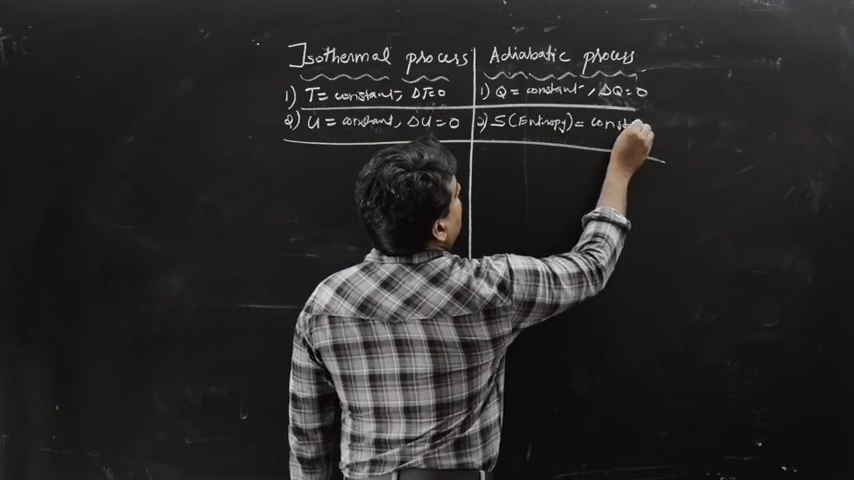 Isothermal process
1) T = constant, ΔT=0
2) U = constant, ΔU = 0
Adiabatic process
1) Q = constant, ΔQ = 0
2) S (Entropy) = const